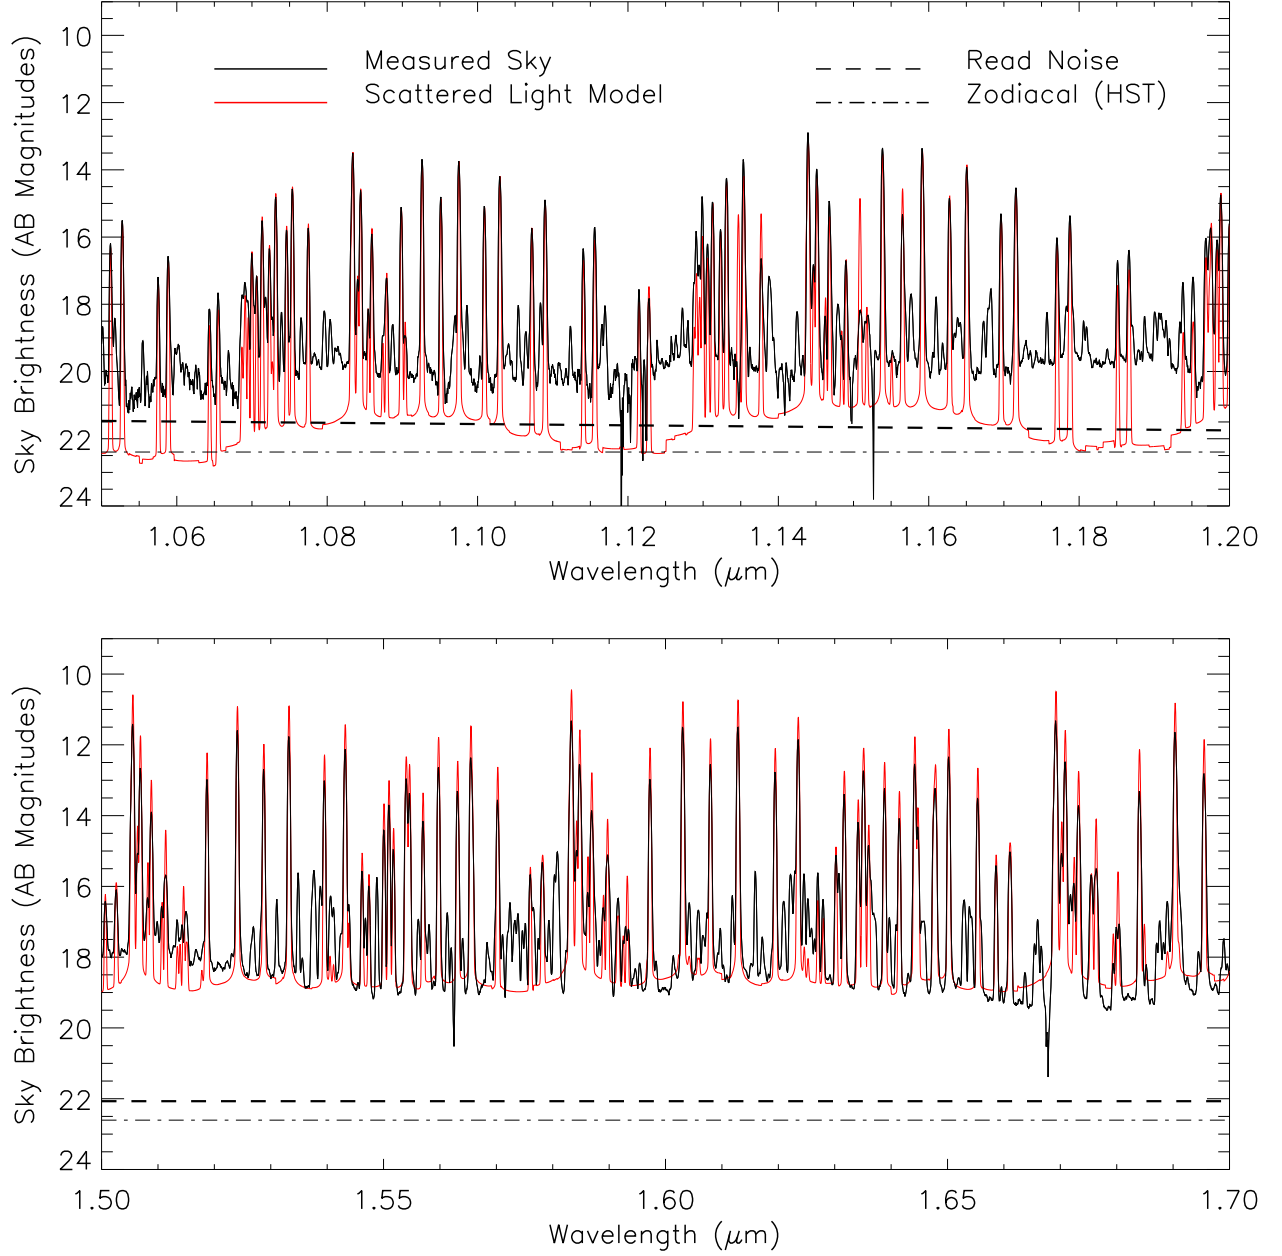 10
12
14
16
18
20
22
24
Sky Brightness (AB Magnitudes)
Measured Sky
Scattered Light Model
Read Noise
Zodiacal (HST)
1.06 1.08 1.10 1.12 1.14 1.16 1.18 1.20
Wavelength (μm)
10
12
14
16
18
20
22
24
Sky Brightness (AB Magnitudes)
1.50 1.55 1.60 1.65 1.70
Wavelength (μm)